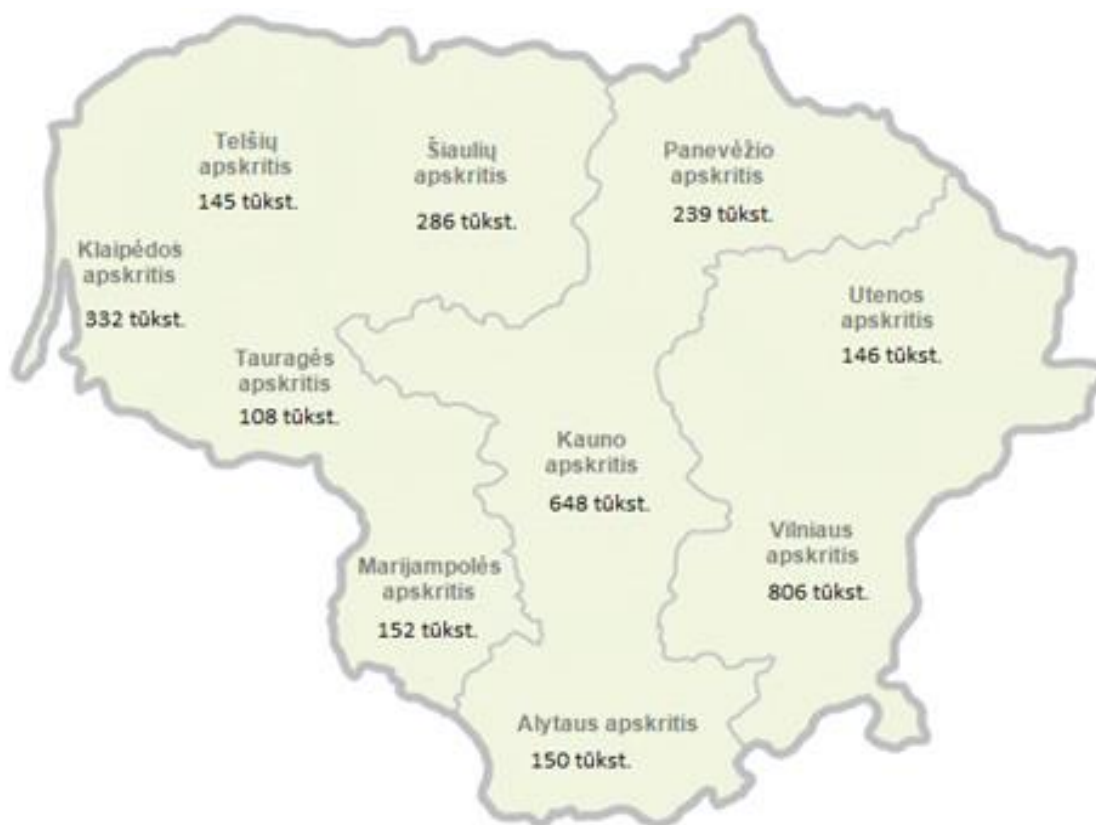 Telšių
apskritis
145 tūkst.
Šiaulių
apskritis
286 tūkst.
Panevėžio
apskritis
239 tūkst.
Klaipėdos
apskritis
332 tūkst.
Utenos
apskritis
146 tūkst.
Tauragės
apskritis
108 tūkst.
Kauno
apskritis
648 tūkst.
Vilniaus
apskritis
806 tūkst.
Marijampolės
apskritis
152 tūkst.
Alytaus apskritis
150 tūkst.